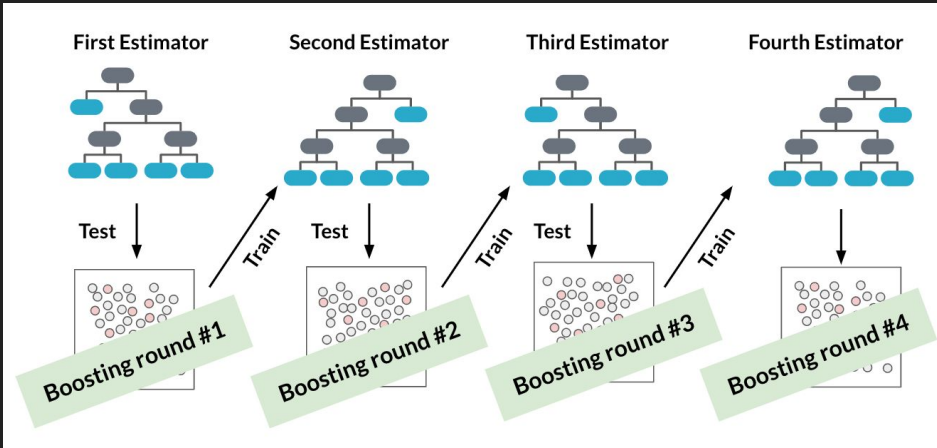 First Estimator
Second Estimator
Third Estimator
Fourth Estimator
Test
Train
Test
Train
Test
Train
Boosting round #1
Boosting round #2
Boosting round #3
Boosting round #4